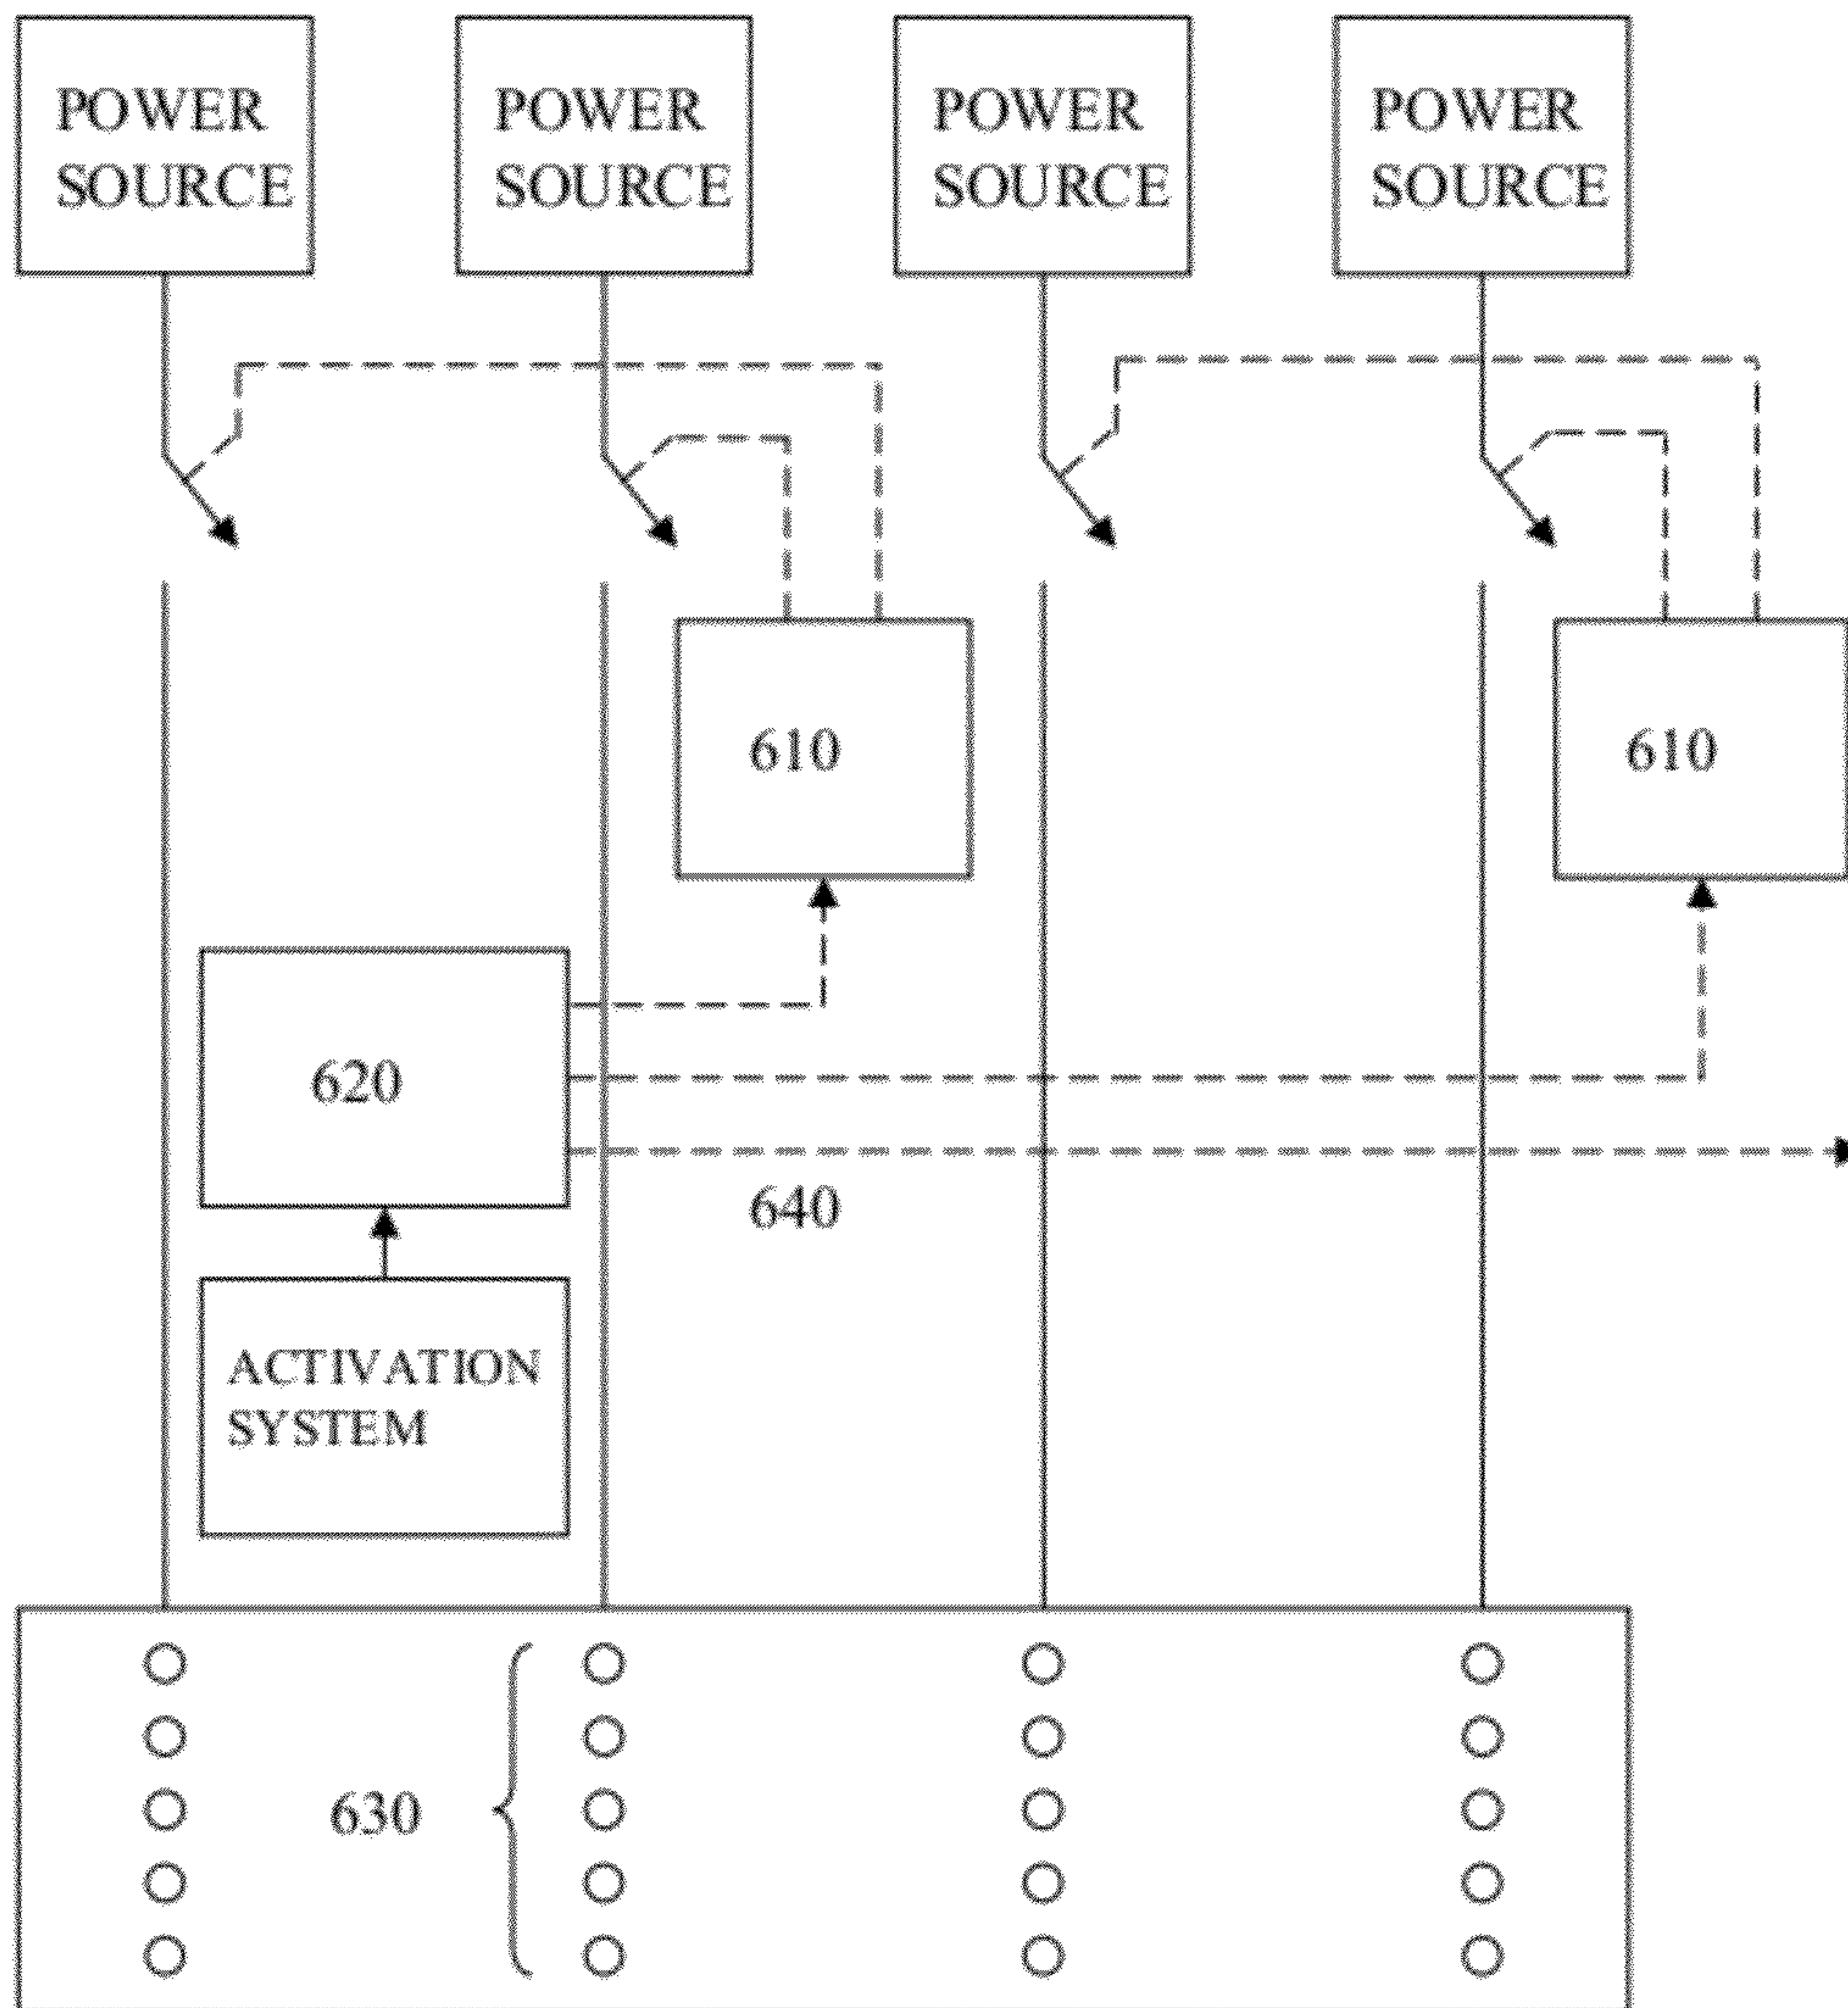 POWER
SOURCE
POWER
SOURCE
POWER
SOURCE
POWER
SOURCE
610
610
620
640
ACTIVATION
SYSTEM
630